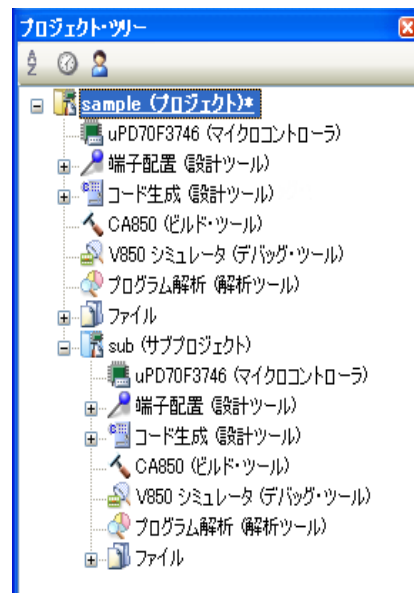 プロジェクト・ツリー
sample (プロジェクト)*
uPD70F3746 (マイクロコントローラ)
端子配置 (設計ツール)
コード生成 (設計ツール)
CA850 (ビルド・ツール)
V850 シミュレータ (デバッグ・ツール)
プログラム解析 (解析ツール)
ファイル
sub (サブプロジェクト)
uPD70F3746 (マイクロコントローラ)
端子配置 (設計ツール)
コード生成 (設計ツール)
CA850 (ビルド・ツール)
V850 シミュレータ (デバッグ・ツール)
プログラム解析 (解析ツール)
ファイル